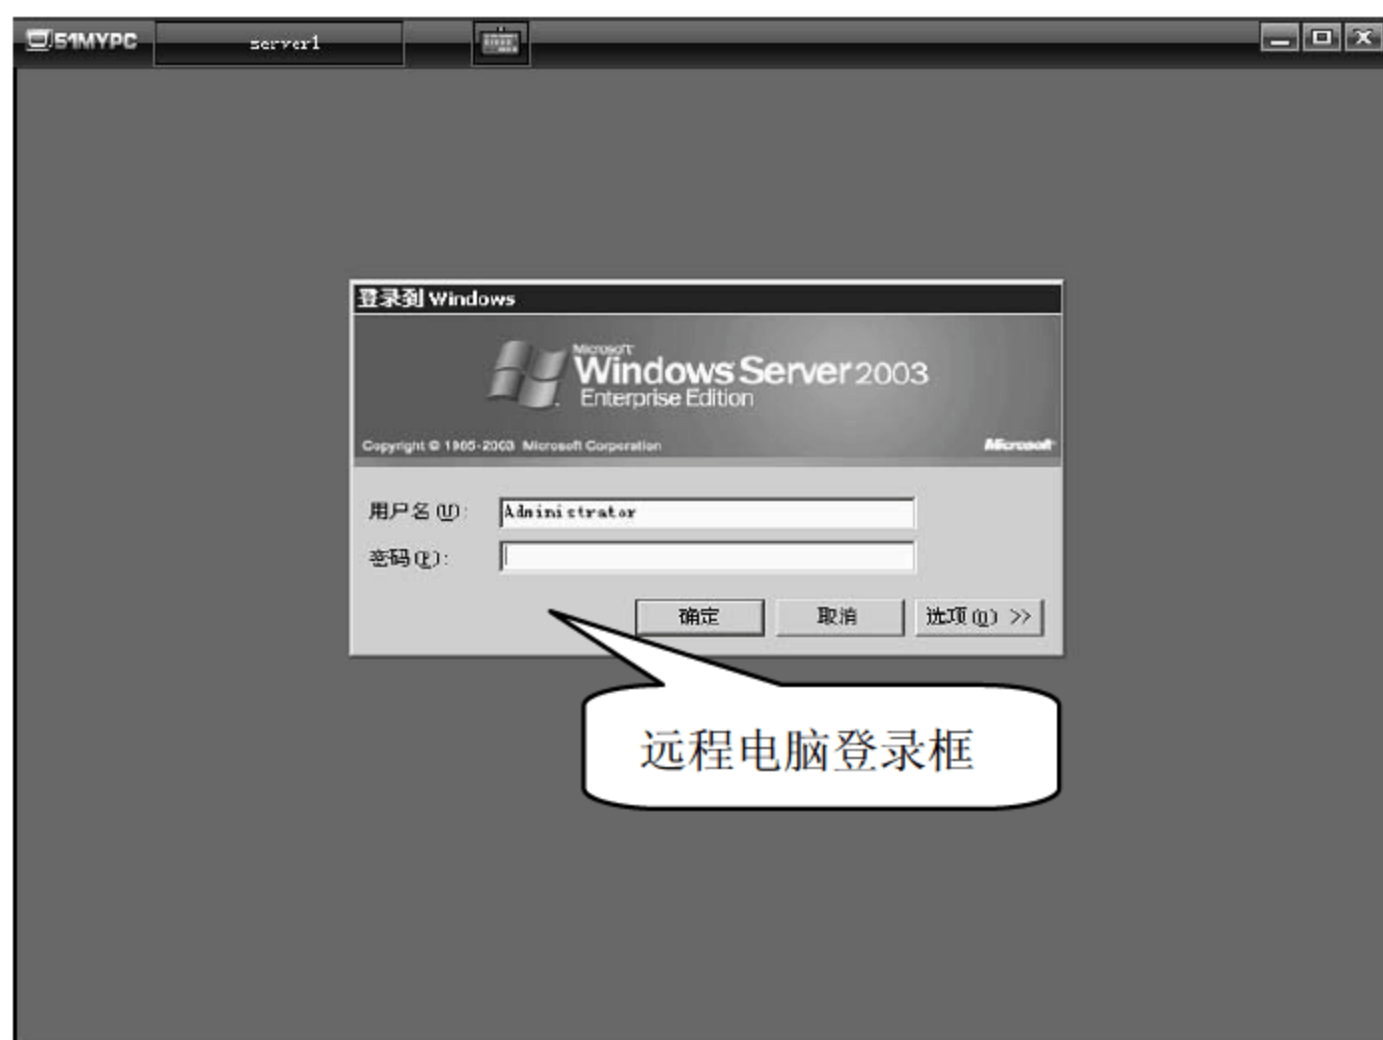 51MYPC
server1
登录到 Windows
Microsoft
Windows Server 2003
Enterprise Edition
Copyright © 1985-2003 Microsoft Corporation
Microsoft
用户名(U):
Administrator
密码(P):
确定
取消
选项(O) >>
远程电脑登录框